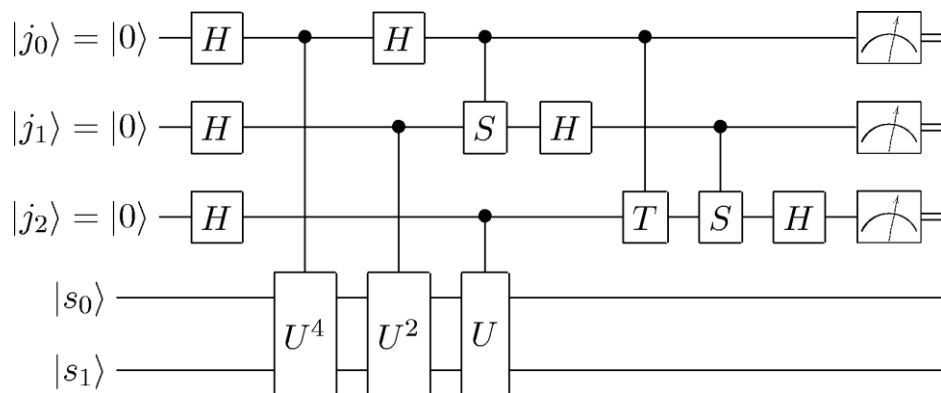 |j₀⟩ = |0⟩ H H
|j₁⟩ = |0⟩ H S H
|j₂⟩ = |0⟩ H T S H
|s₀⟩
U⁴ U² U
|s₁⟩